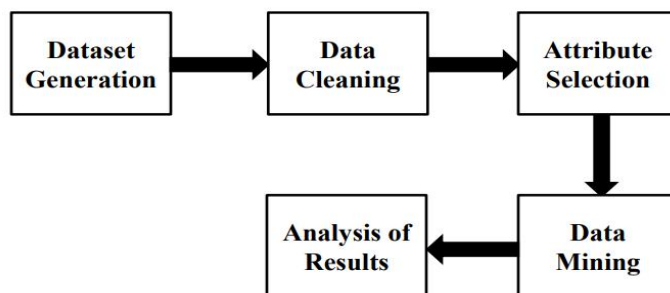 Dataset
Generation
Data
Cleaning
Attribute
Selection
Data
Mining
Analysis of
Results